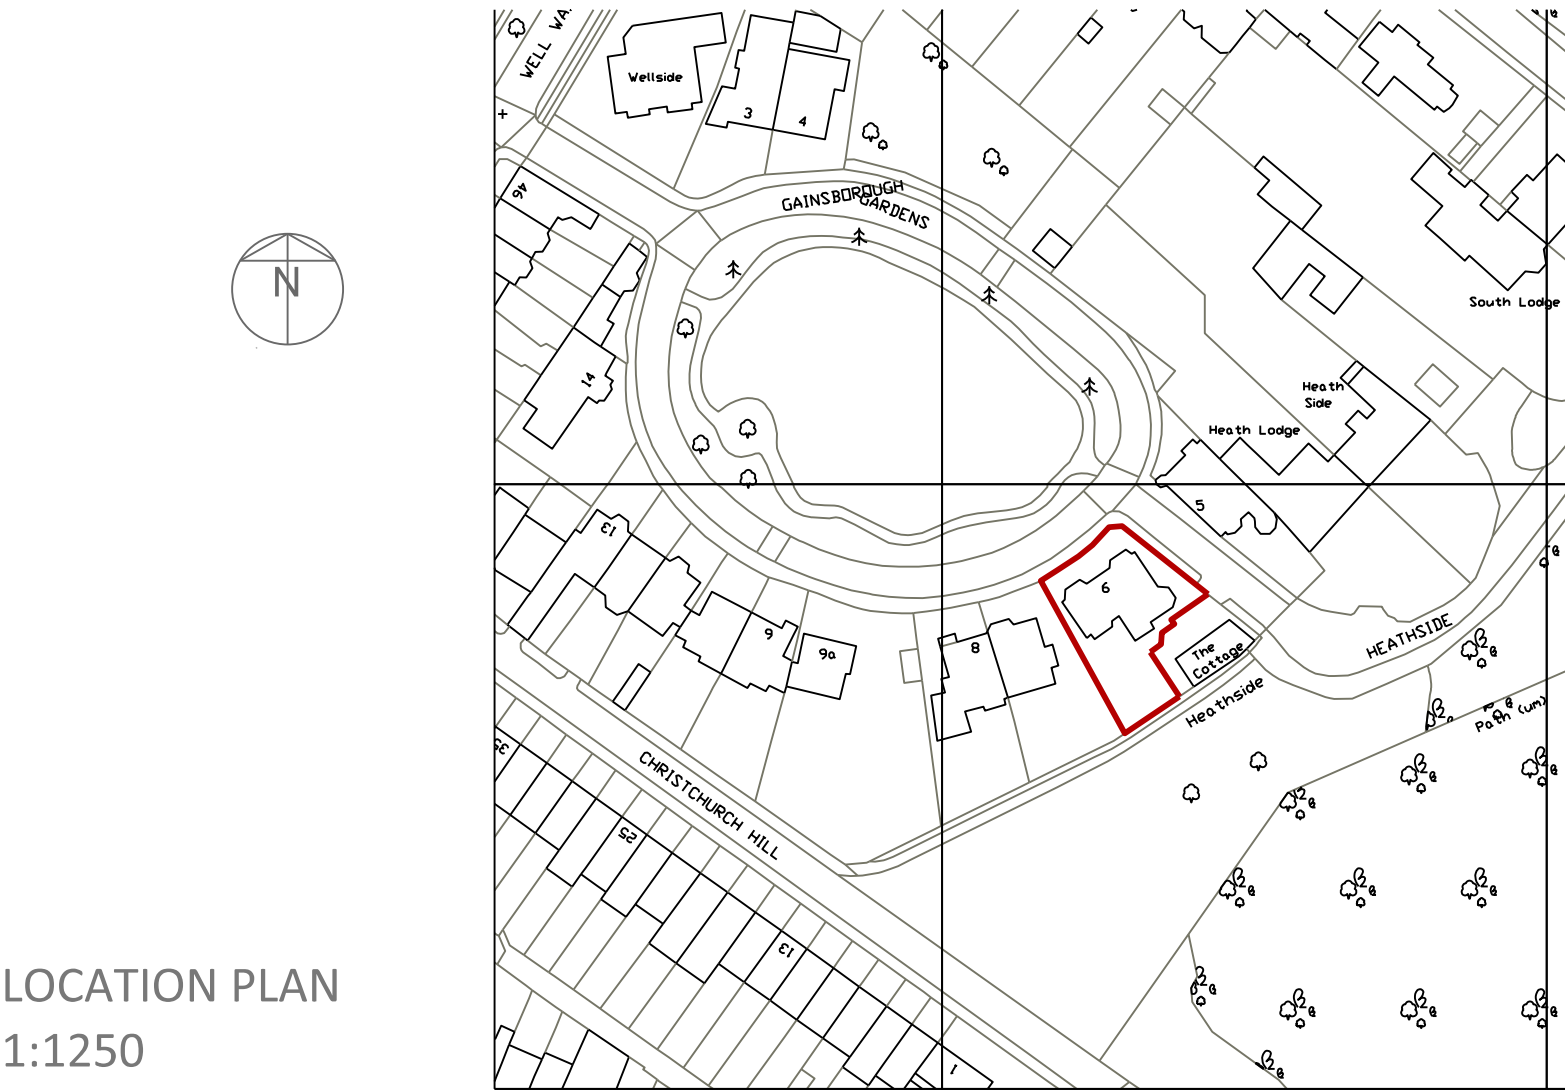 WELL WA
Wellside
3
4
46
GAINSBOROUGH
GARDENS
N
South Lodge
14
Heath
Side
Heath Lodge
5
13
6
9
9a
8
The
Cottage
HEATHSIDE
Heathside
Path (um)
35
CHRISTCHURCH HILL
25
13
LOCATION PLAN
1:1250
1